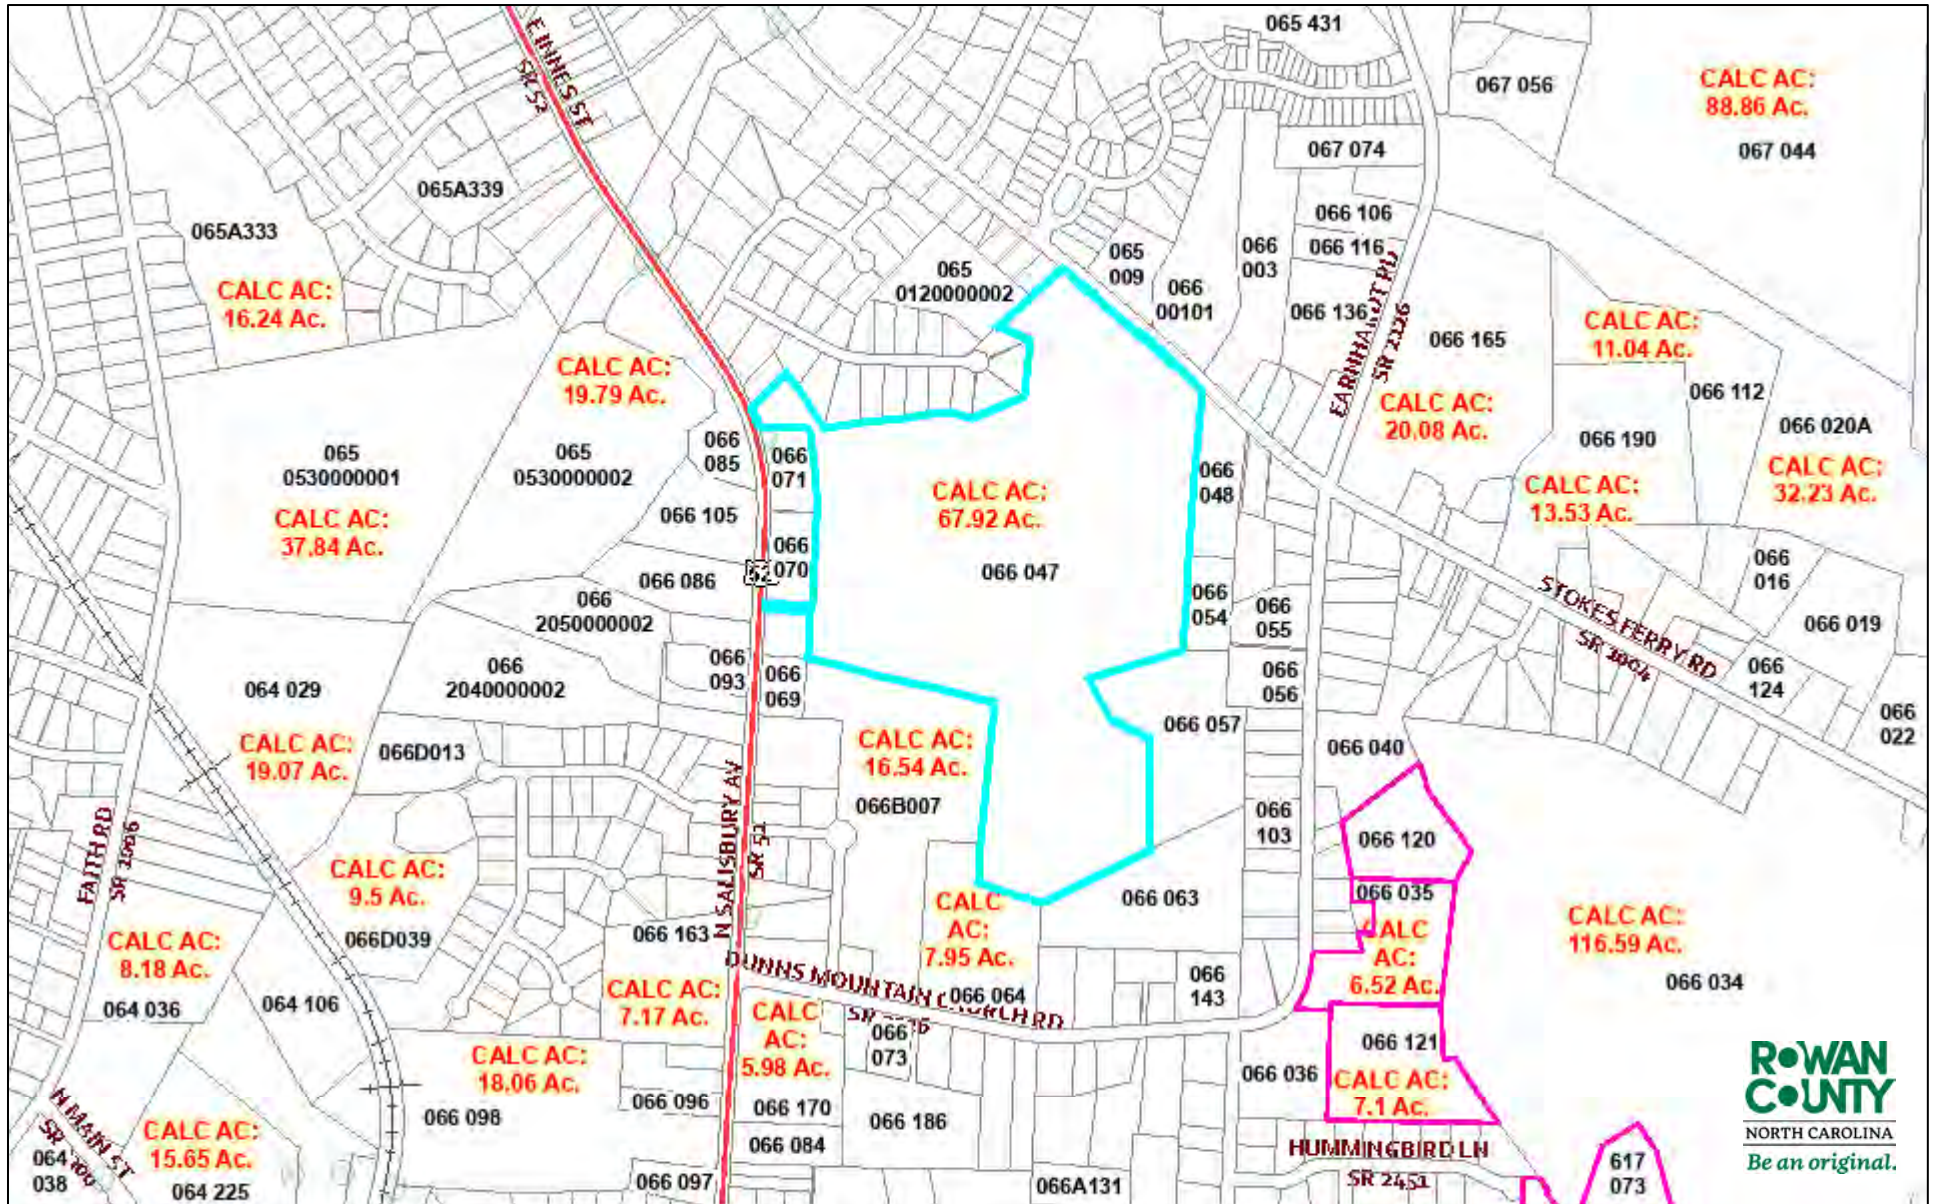 065 431
E INNES ST
SR 52
067 056
CALC AC:
88.86 Ac.
067 044
067 074
065A339
065A333
CALC AC:
16.24 Ac.
066 106
066 116
066
003
065
009
066
00101
066 136
065
0120000002
EARNHARDT RD
SR 2226
066 165
CALC AC:
20.08 Ac.
CALC AC:
11.04 Ac.
066 112
066 190
066 020A
CALC AC:
32.23 Ac.
CALC AC:
13.53 Ac.
CALC AC:
19.79 Ac.
065
0530000001
CALC AC:
37.84 Ac.
065
0530000002
066
085
066
071
066 105
066
070
52
066 086
CALC AC:
67.92 Ac.
066 047
066
048
066
054
066
055
066
056
066
016
066 019
STOKES FERRY RD
SR 1004
066
124
066
022
066
2050000002
066
2040000002
066
093
066
069
064 029
CALC AC:
19.07 Ac.
066D013
CALC AC:
16.54 Ac.
066B007
066 057
066 040
066
103
066 120
066 035
CALC
AC:
6.52 Ac.
FAITH RD
SR 1006
N SALISBURY AV
SR 52
CALC AC:
9.5 Ac.
066D039
066 163
CALC AC:
7.17 Ac.
CALC
AC:
7.95 Ac.
066 064
066 063
066
143
CALC AC:
116.59 Ac.
066 034
CALC AC:
8.18 Ac.
064 036
064 106
DUNNS MOUNTAIN CHURCH RD
066
073
CALC
AC:
5.98 Ac.
066 170
066 084
066 186
066 036
066 121
CALC AC:
7.1 Ac.
CALC AC:
18.06 Ac.
066 098
066 096
066 097
N MAIN ST
SR
CALC AC:
15.65 Ac.
064
038
064 225
066A131
HUMMINGBIRD LN
SR 2451
617
073
ROWAN
COUNTY
NORTH CAROLINA
Be an original.